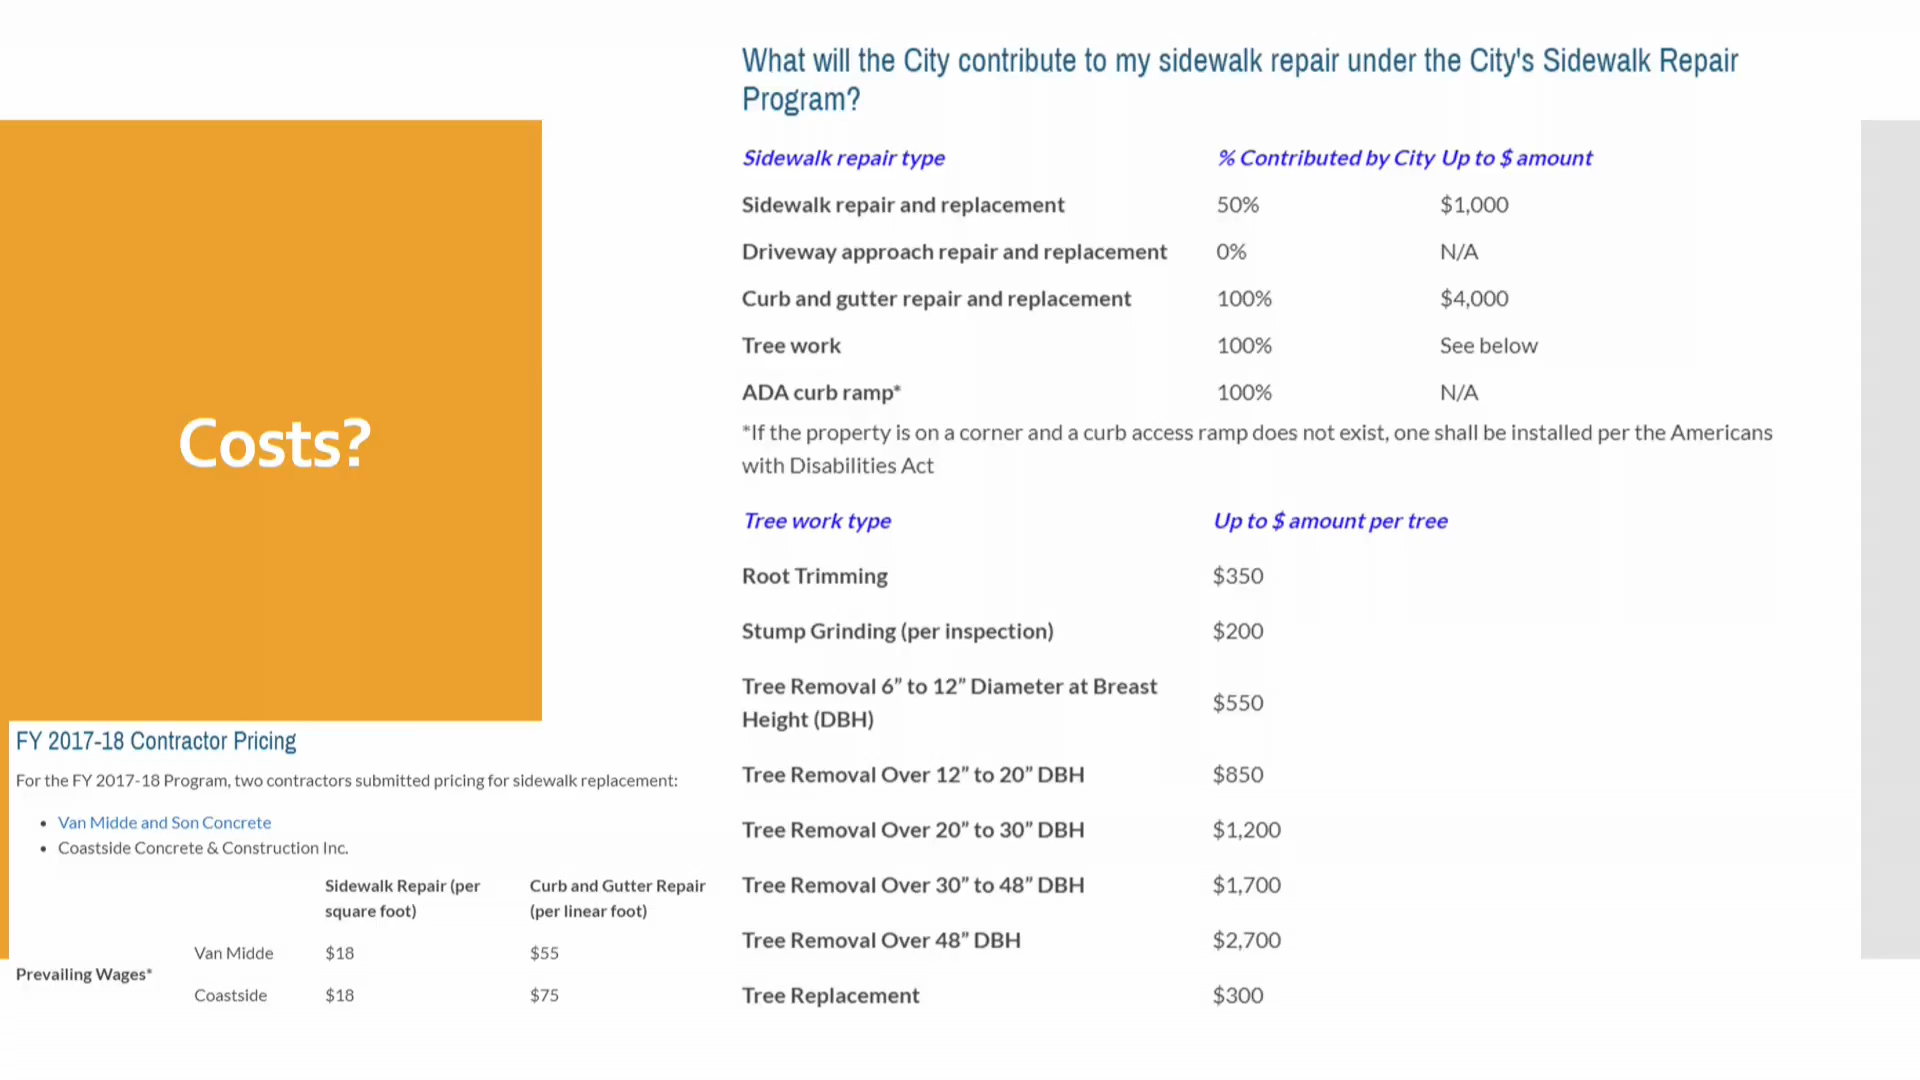 What will the City contribute to my sidewalk repair under the City's Sidewalk Repair
Program?
Sidewalk repair type % Contributed by City Up to $ amount
Sidewalk repair and replacement 50% $1,000
Driveway approach repair and replacement 0% N/A
Curb and gutter repair and replacement 100% $4,000
Tree work 100% See below
ADA curb ramp* 100% N/A
*If the property is on a corner and a curb access ramp does not exist, one shall be installed per the Americans
with Disabilities Act
Tree work type Up to $ amount per tree
Root Trimming $350
Stump Grinding (per inspection) $200
Tree Removal 6” to 12” Diameter at Breast
Height (DBH) $550
Tree Removal Over 12” to 20” DBH $850
Tree Removal Over 20” to 30” DBH $1,200
Tree Removal Over 30” to 48” DBH $1,700
Tree Removal Over 48” DBH $2,700
Tree Replacement $300
Costs?
FY 2017-18 Contractor Pricing
For the FY 2017-18 Program, two contractors submitted pricing for sidewalk replacement:
• Van Midde and Son Concrete
• Coastside Concrete & Construction Inc.
Sidewalk Repair (per Curb and Gutter Repair
square foot) (per linear foot)
Van Midde $18 $55
Prevailing Wages*
Coastside $18 $75